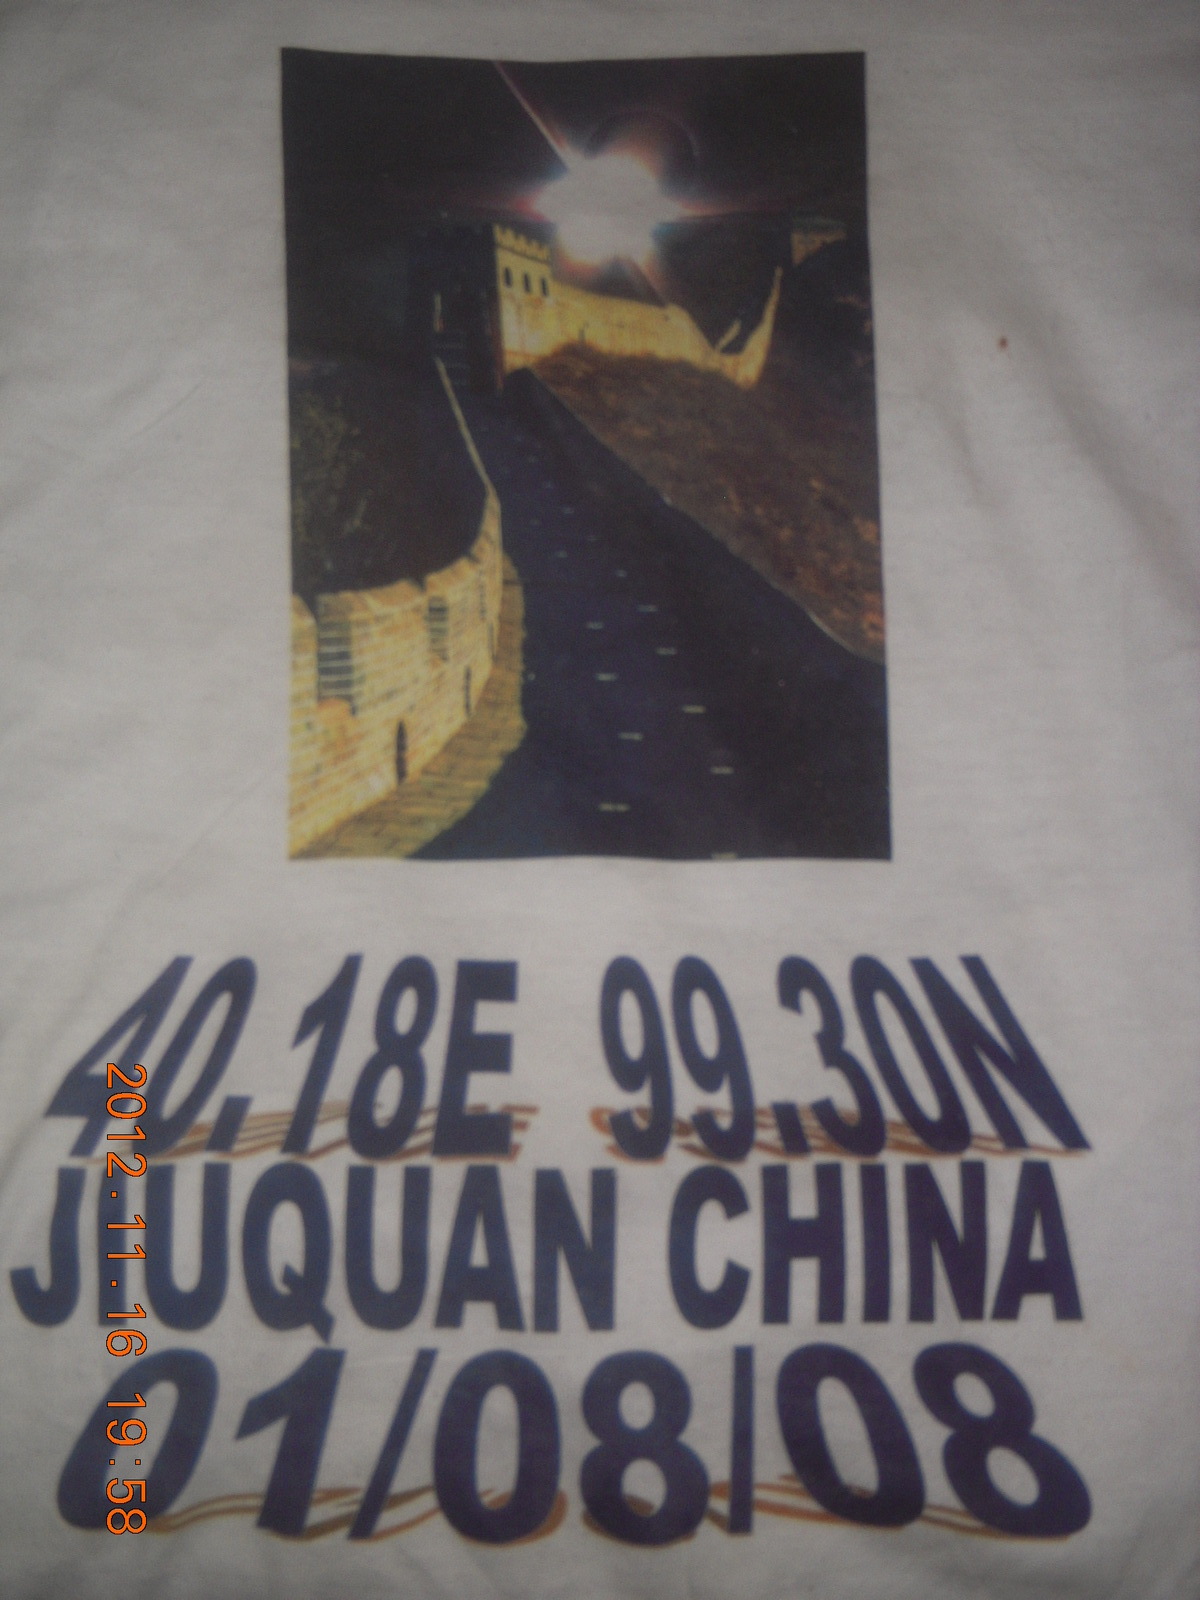 40.18E 99.30N
JIUQUAN CHINA
01/08/08
2012.11.16 19:58